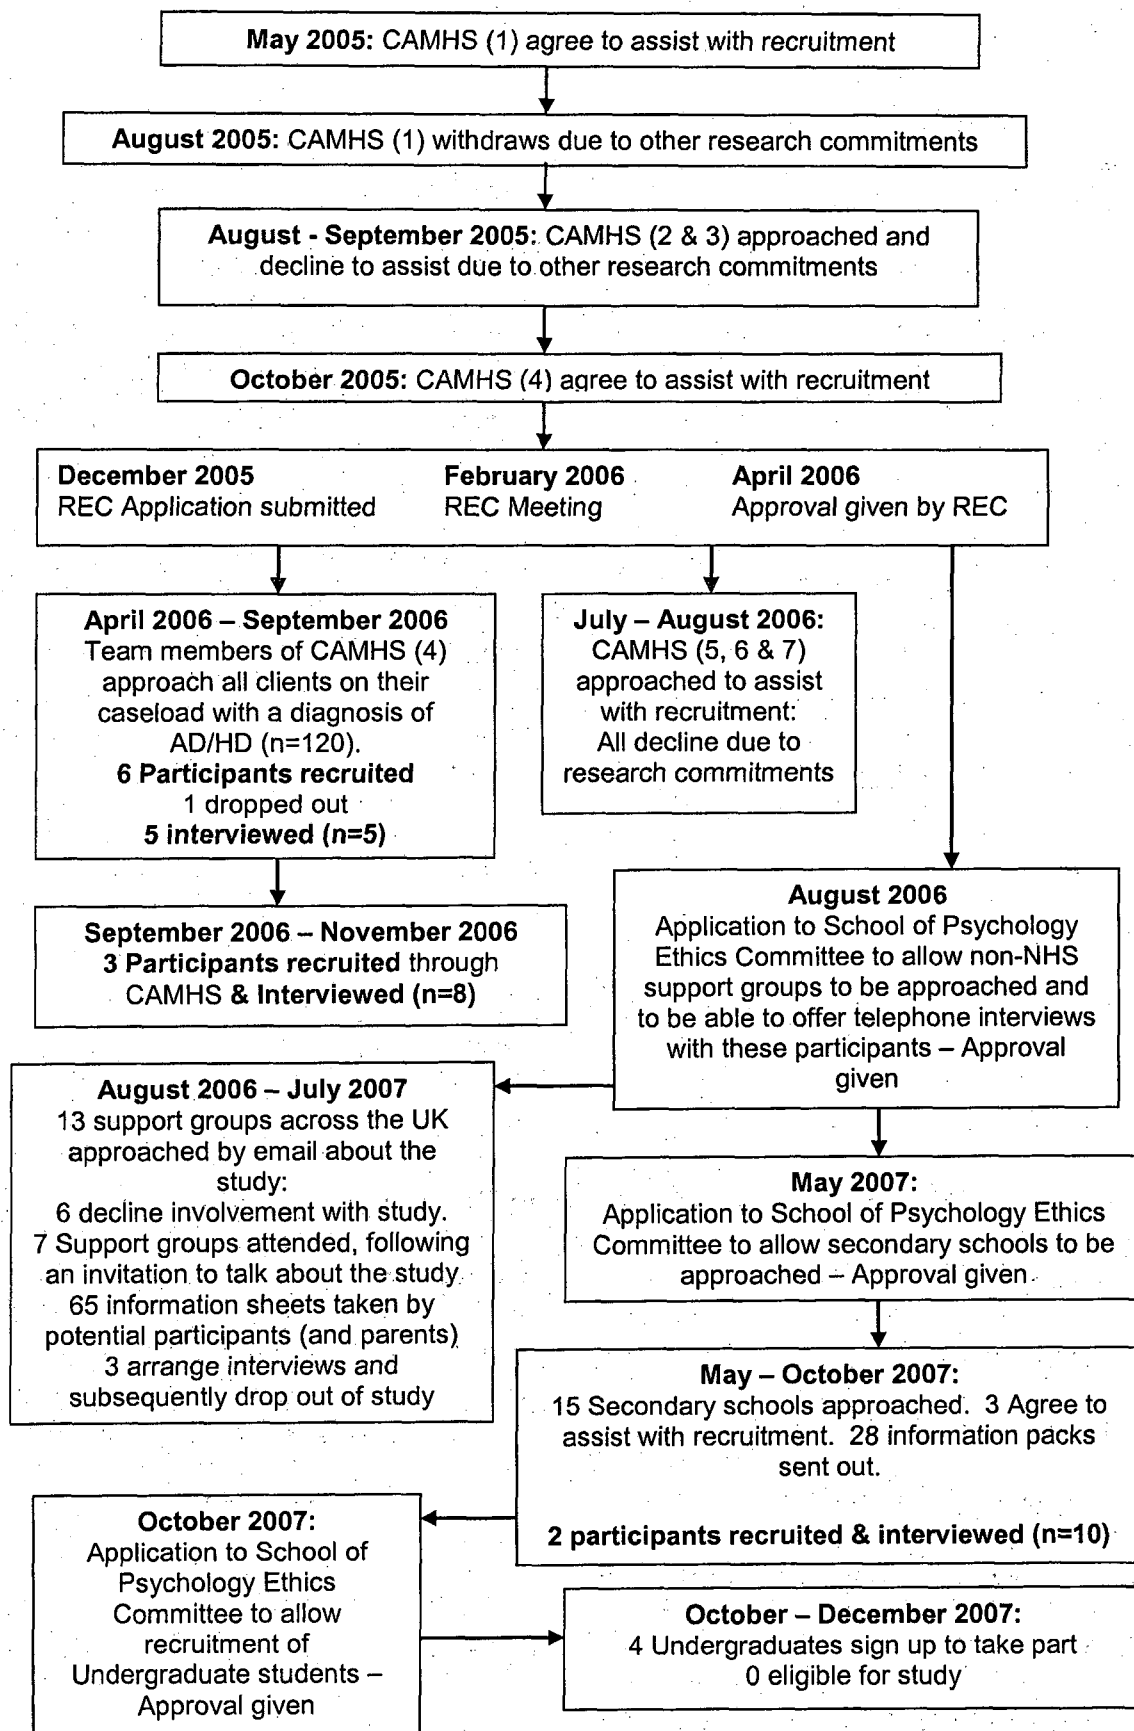 May 2005: CAMHS (1) agree to assist with recruitment
August 2005: CAMHS (1) withdraws due to other research commitments
August - September 2005: CAMHS (2 & 3) approached and
decline to assist due to other research commitments
October 2005: CAMHS (4) agree to assist with recruitment
December 2005
REC Application submitted
February 2006
REC Meeting
April 2006
Approval given by REC
April 2006 – September 2006
Team members of CAMHS (4)
approach all clients on their
caseload with a diagnosis of
AD/HD (n=120).
6 Participants recruited
1 dropped out
5 interviewed (n=5)
July – August 2006:
CAMHS (5, 6 & 7)
approached to assist
with recruitment:
All decline due to
research commitments
September 2006 – November 2006
3 Participants recruited through
CAMHS & Interviewed (n=8)
August 2006
Application to School of Psychology
Ethics Committee to allow non-NHS
support groups to be approached and
to be able to offer telephone interviews
with these participants – Approval
given
August 2006 – July 2007
13 support groups across the UK
approached by email about the
study:
6 decline involvement with study.
7 Support groups attended, following
an invitation to talk about the study
65 information sheets taken by
potential participants (and parents)
3 arrange interviews and
subsequently drop out of study
May 2007:
Application to School of Psychology Ethics
Committee to allow secondary schools to be
approached – Approval given.
May – October 2007:
15 Secondary schools approached. 3 Agree to
assist with recruitment. 28 information packs
sent out.
2 participants recruited & interviewed (n=10)
October 2007:
Application to School of
Psychology Ethics
Committee to allow
recruitment of
Undergraduate students –
Approval given
October – December 2007:
4 Undergraduates sign up to take part
0 eligible for study